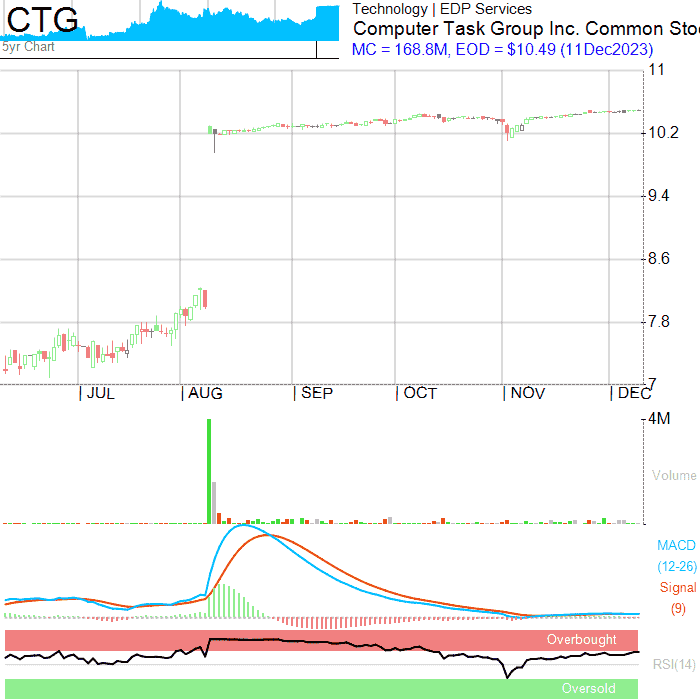 CTG
5yr Chart
Technology | EDP Services
Computer Task Group Inc. Common Sto
MC = 168.8M, EOD = $10.49 (11Dec2023)
11
10.2
9.4
8.6
7.8
7
JUL AUG SEP OCT NOV DEC
4M
Volume
MACD
(12-26)
Signal
(9)
Overbought
RSI(14)
Oversold